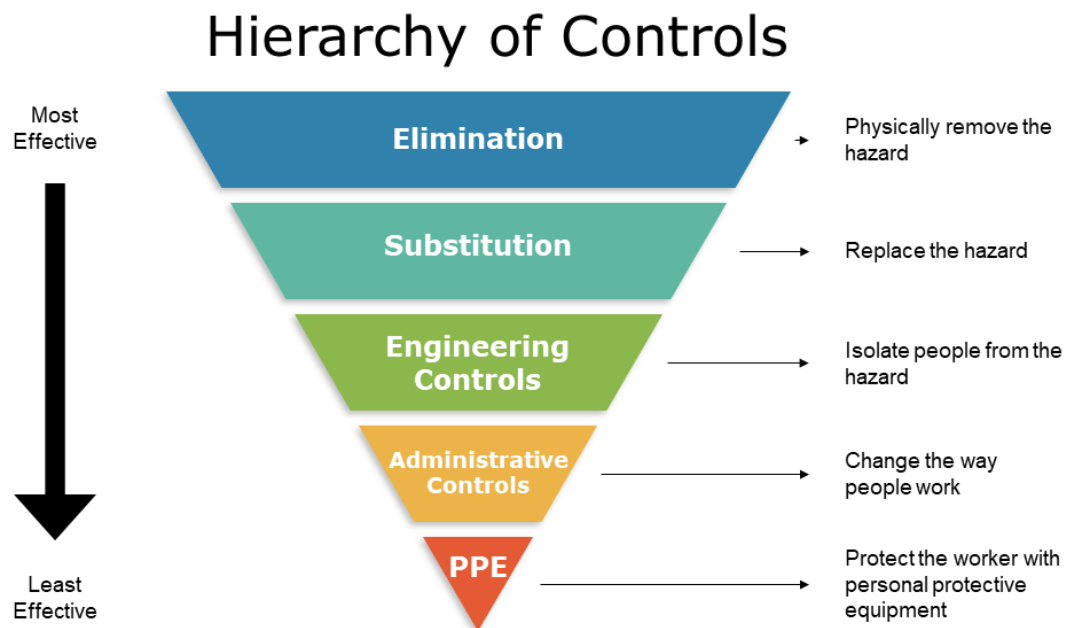 Hierarchy of Controls
Most
Effective
Elimination
Physically remove the
hazard
Substitution
Replace the hazard
Engineering
Controls
Isolate people from the
hazard
Administrative
Controls
Change the way
people work
PPE
Protect the worker with
personal protective
equipment
Least
Effective